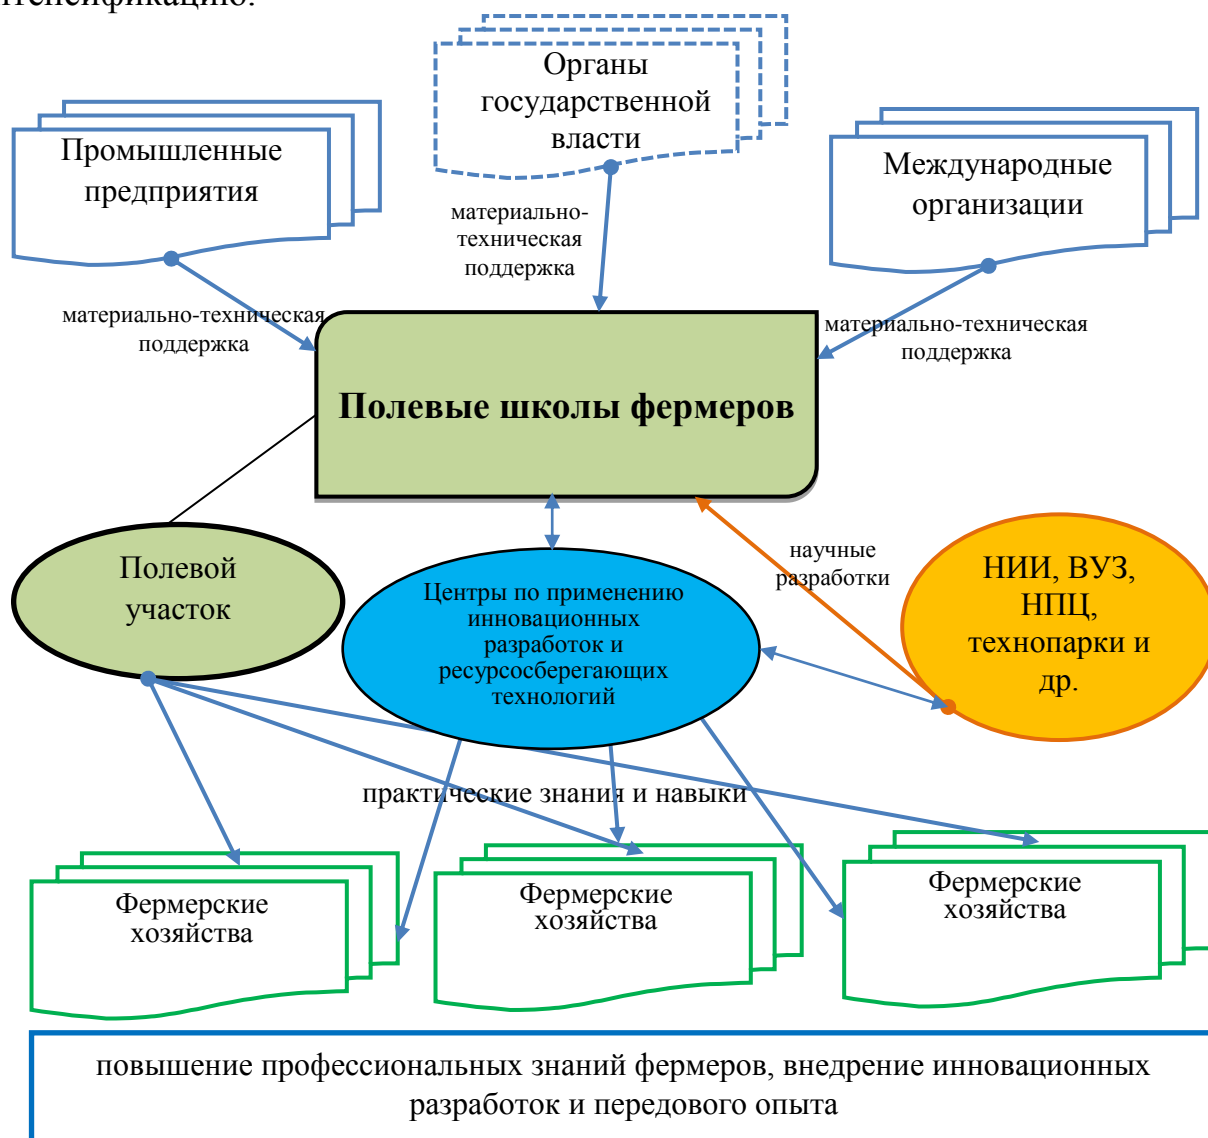 тенсификацию.
Органы
государственной
власти
Промышленные
предприятия
Международные
организации
материально-
техническая
поддержка
материально-техническая
поддержка
материально-техническая
поддержка
Полевые школы фермеров
научные
разработки
Полевой
участок
Центры по применению
инновационных
разработок и
ресурсосберегающих
технологий
НИИ, ВУЗ,
НПЦ,
технопарки и
др.
практические знания и навыки
Фермерские
хозяйства
Фермерские
хозяйства
Фермерские
хозяйства
повышение профессиональных знаний фермеров, внедрение инновационных
разработок и передового опыта